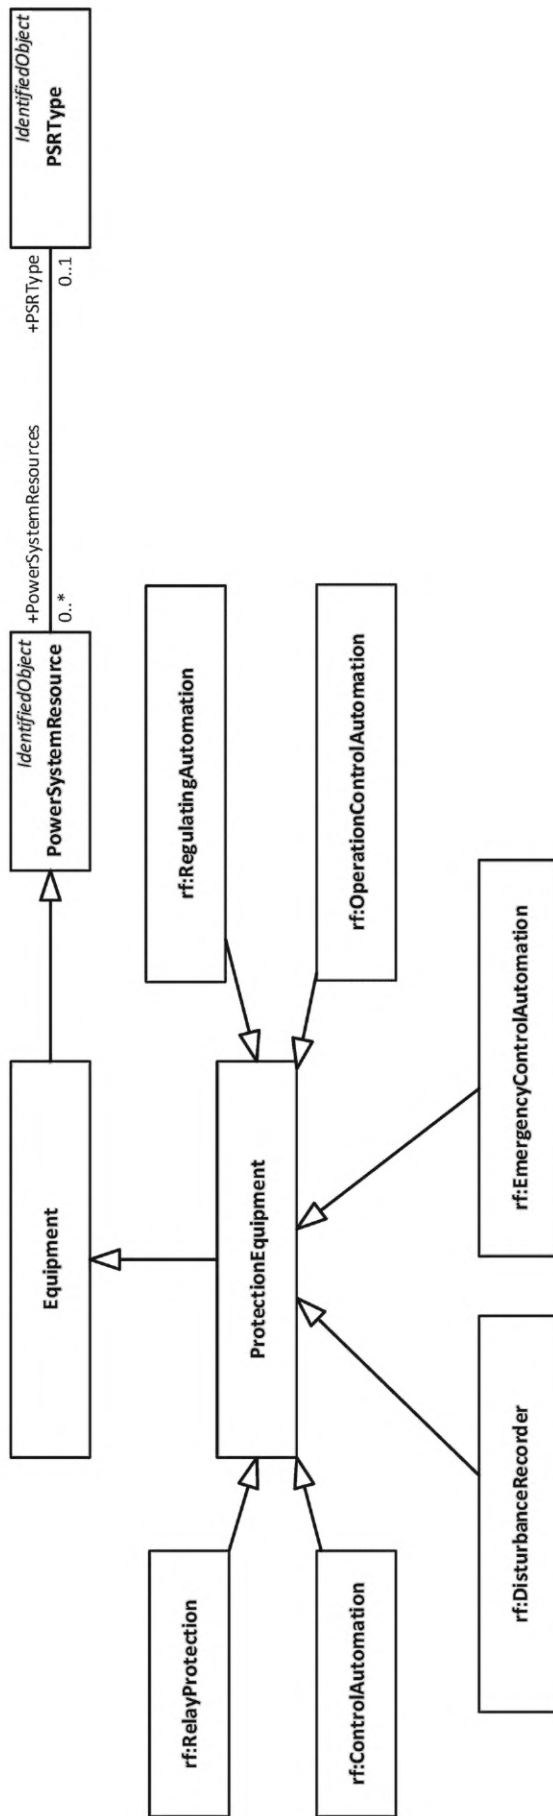 Equipment
IdentifiedObject
PowerSystemResource
+PowerSystemResources
0..*
+PSRType
0..1
IdentifiedObject
PSRType
rf:RelayProtection
rf:ControlAutomation
ProtectionEquipment
rf:RegulatingAutomation
rf:OperationControlAutomation
rf:DisturbanceRecorder
rf:EmergencyControlAutomation